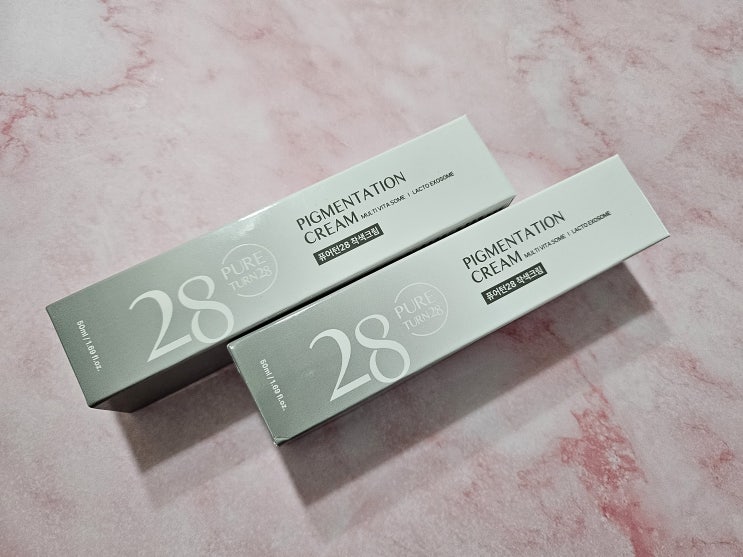 PIGMENTATION
CREAM MULTI VITA SOME | LACTO EXOSOME
퓨어턴28 착색크림
28 PURE
TURN28
50ml / 1.69 fl.oz.
PIGMENTATION
CREAM MULTI VITA SOME | LACTO EXOSOME
퓨어턴28 착색크림
28 PURE
TURN28
50ml / 1.69 fl.oz.